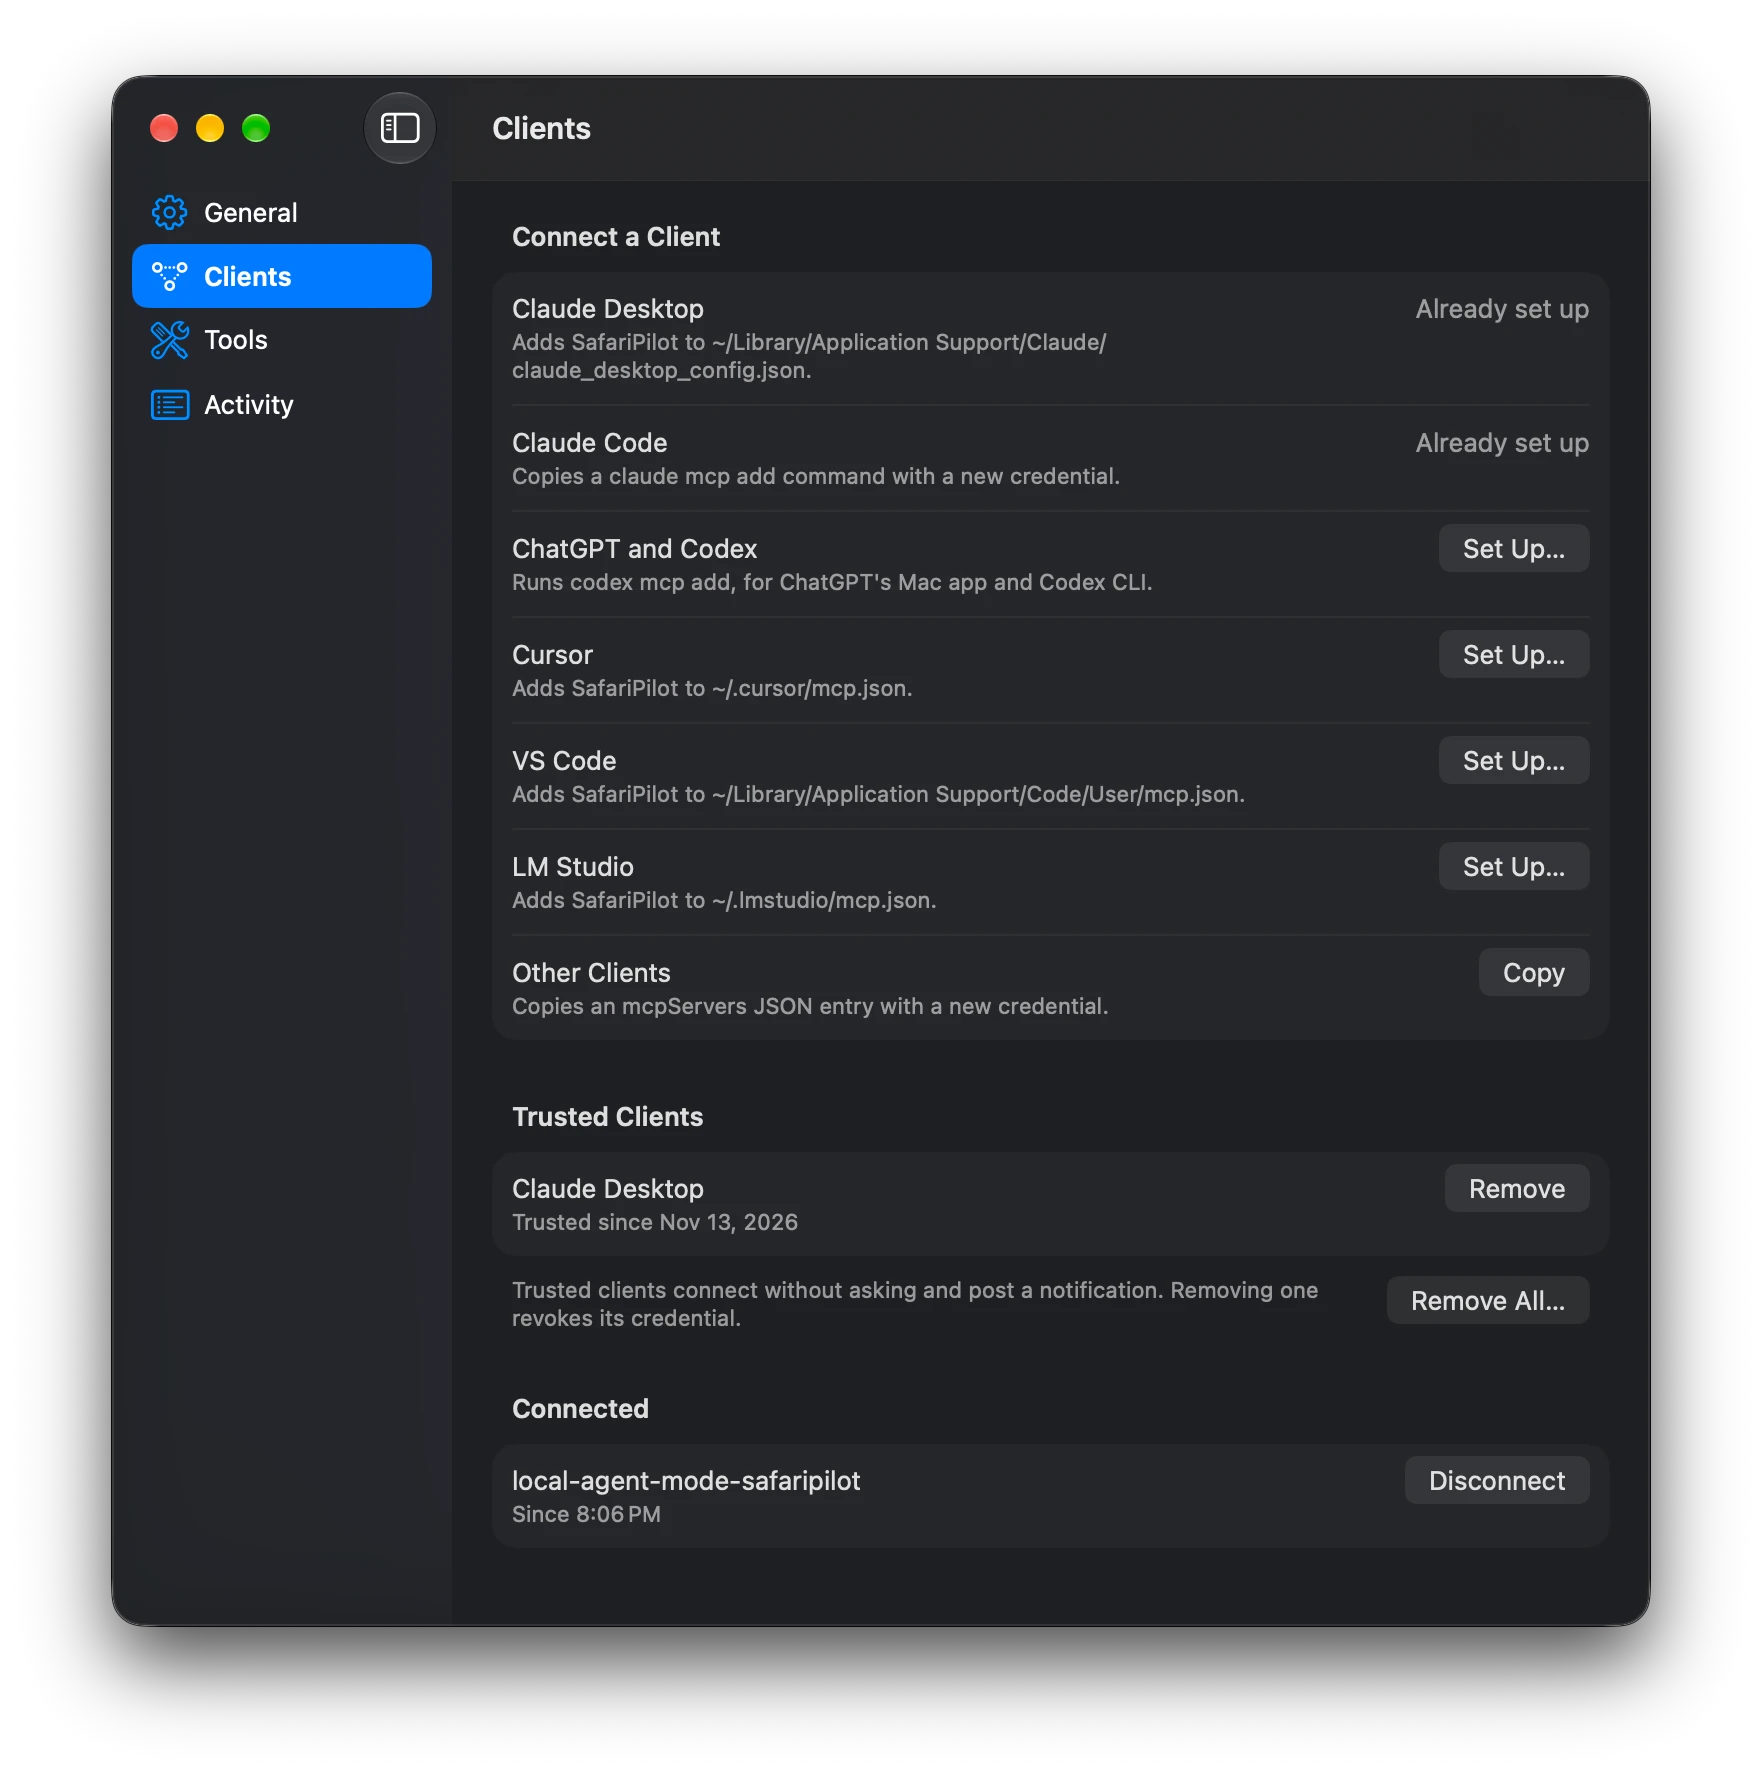 Clients
General
Clients
Tools
Activity
Connect a Client
Claude Desktop
Already set up
Adds SafariPilot to ~/Library/Application Support/Claude/
claude_desktop_config.json.
Claude Code
Already set up
Copies a claude mcp add command with a new credential.
ChatGPT and Codex
Set Up...
Runs codex mcp add, for ChatGPT's Mac app and Codex CLI.
Cursor
Set Up...
Adds SafariPilot to ~/.cursor/mcp.json.
VS Code
Set Up...
Adds SafariPilot to ~/Library/Application Support/Code/User/mcp.json.
LM Studio
Set Up...
Adds SafariPilot to ~/.lmstudio/mcp.json.
Other Clients
Copy
Copies an mcpServers JSON entry with a new credential.
Trusted Clients
Claude Desktop
Remove
Trusted since Nov 13, 2026
Trusted clients connect without asking and post a notification. Removing one
revokes its credential.
Remove All...
Connected
local-agent-mode-safaripilot
Disconnect
Since 8:06 PM